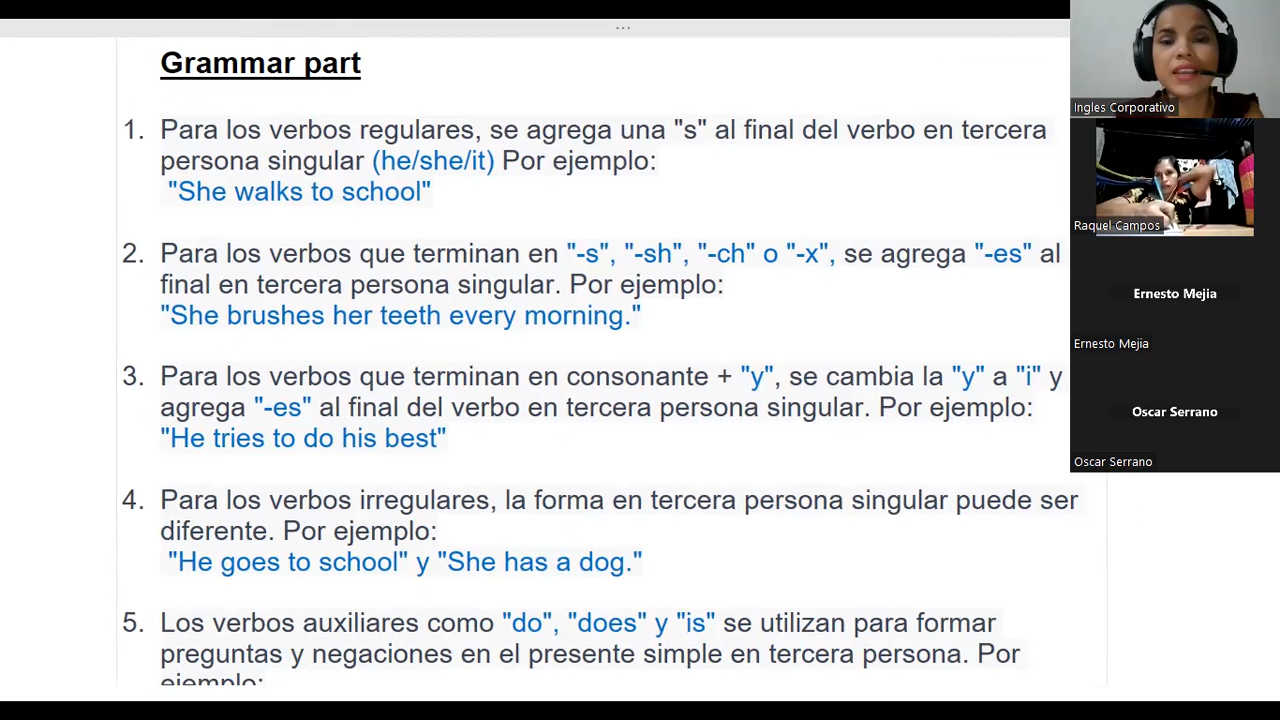 Grammar part
1. Para los verbos regulares, se agrega una "s" al final del verbo en tercera
persona singular (he/she/it) Por ejemplo:
"She walks to school"
2. Para los verbos que terminan en "-s", "-sh", "-ch" o "-x", se agrega "-es" al
final en tercera persona singular. Por ejemplo:
"She brushes her teeth every morning."
3. Para los verbos que terminan en consonante + "y", se cambia la "y" a "i" y
agrega "-es" al final del verbo en tercera persona singular. Por ejemplo:
"He tries to do his best"
4. Para los verbos irregulares, la forma en tercera persona singular puede ser
diferente. Por ejemplo:
"He goes to school" y "She has a dog."
5. Los verbos auxiliares como "do", "does" y "is" se utilizan para formar
preguntas y negaciones en el presente simple en tercera persona. Por
ejemplo:
Ingles Corporativo
Raquel Campos
Ernesto Mejia
Ernesto Mejia
Oscar Serrano
Oscar Serrano